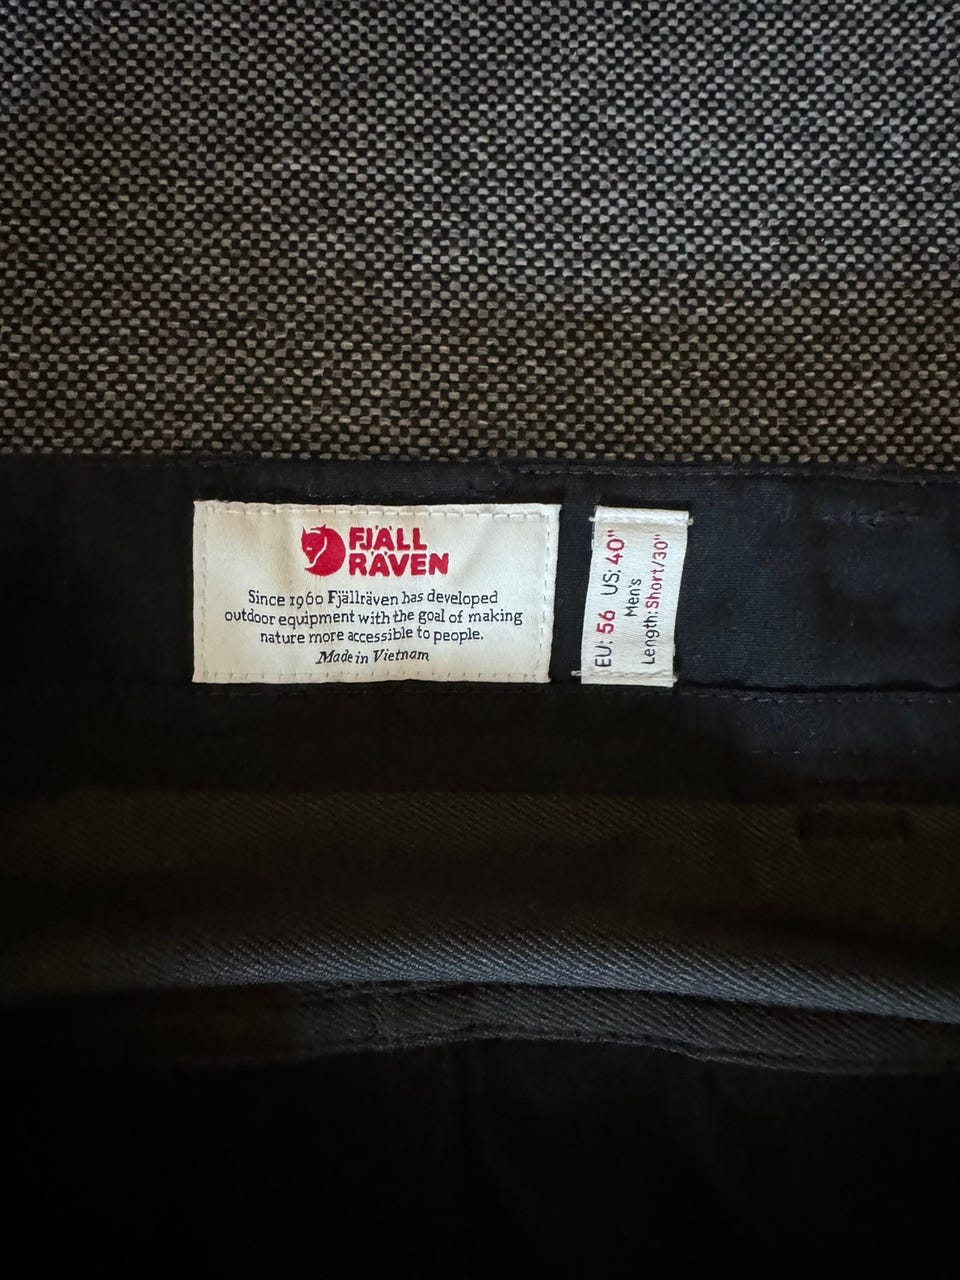 FJÄLL
RÄVEN
Since 1960 Fjällräven has developed
outdoor equipment with the goal of making
nature more accessible to people.
Made in Vietnam
EU: 56 US: 40"
Men's
Length: Short/30"